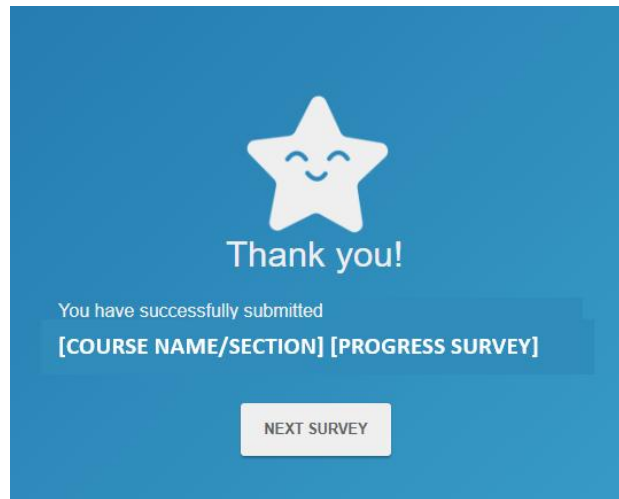 Thank you!
You have successfully submitted
[COURSE NAME/SECTION] [PROGRESS SURVEY]
NEXT SURVEY